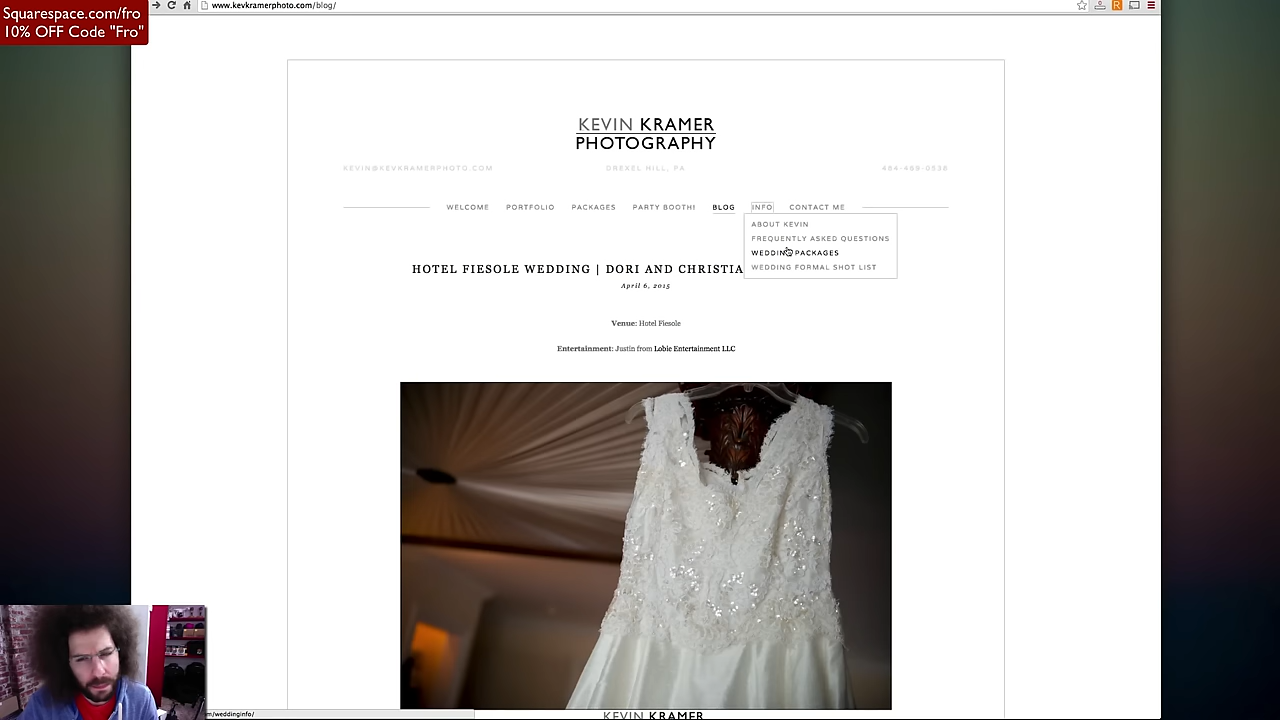 Squarespace.com/fro
10% OFF Code "Fro"
www.kevkramerphoto.com/blog/
KEVIN KRAMER
PHOTOGRAPHY
KEVIN@KEVKRAMERPHOTO.COM
DREXEL HILL, PA
484-469-0538
WELCOME PORTFOLIO PACKAGES PARTY BOOTH! BLOG INFO CONTACT ME
ABOUT KEVIN
FREQUENTLY ASKED QUESTIONS
WEDDING PACKAGES
WEDDING FORMAL SHOT LIST
HOTEL FIESOLE WEDDING | DORI AND CHRISTIA
April 6, 2015
Venue: Hotel Fiesole
Entertainment: Justin from Lobie Entertainment LLC
m/weddinginfo/
KEVIN KRAMER